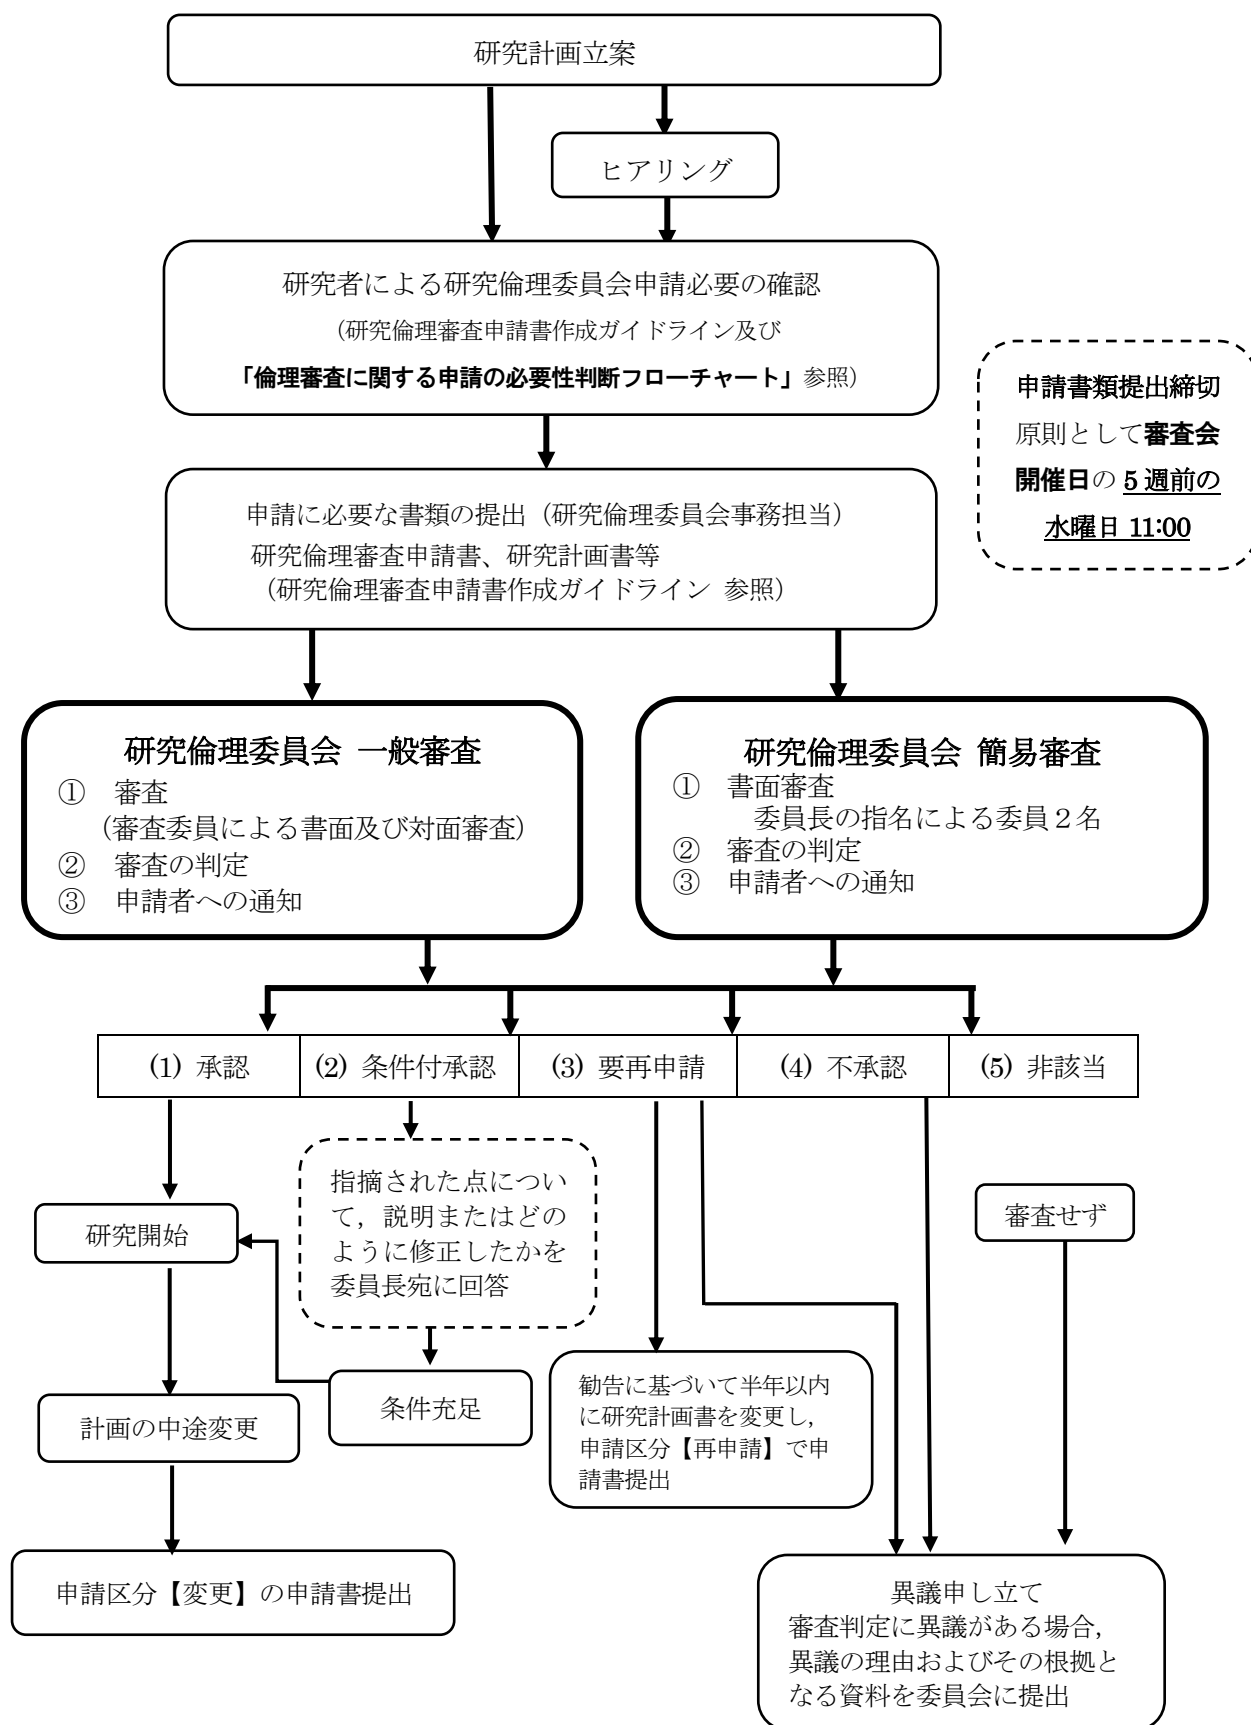 研究計画立案
ヒアリング
研究者による研究倫理委員会申請必要の確認
（研究倫理審査申請書作成ガイドライン及び
「倫理審査に関する申請の必要性判断フローチャート」参照）
申請書類提出締切
原則として審査会
開催日の 5 週前の
水曜日 11:00
申請に必要な書類の提出（研究倫理委員会事務担当）
研究倫理審査申請書、研究計画書等
（研究倫理審査申請書作成ガイドライン 参照）
研究倫理委員会 一般審査
① 審査
（審査委員による書面及び対面審査）
② 審査の判定
③ 申請者への通知
研究倫理委員会 簡易審査
① 書面審査
委員長の指名による委員２名
② 審査の判定
③ 申請者への通知
(1) 承認
(2) 条件付承認
(3) 要再申請
(4) 不承認
(5) 非該当
指摘された点につい
て，説明またはどの
ように修正したかを
委員長宛に回答
研究開始
審査せず
条件充足
計画の中途変更
勧告に基づいて半年以内
に研究計画書を変更し，
申請区分【再申請】で申
請書提出
申請区分【変更】の申請書提出
異議申し立て
審査判定に異議がある場合，
異議の理由およびその根拠と
なる資料を委員会に提出